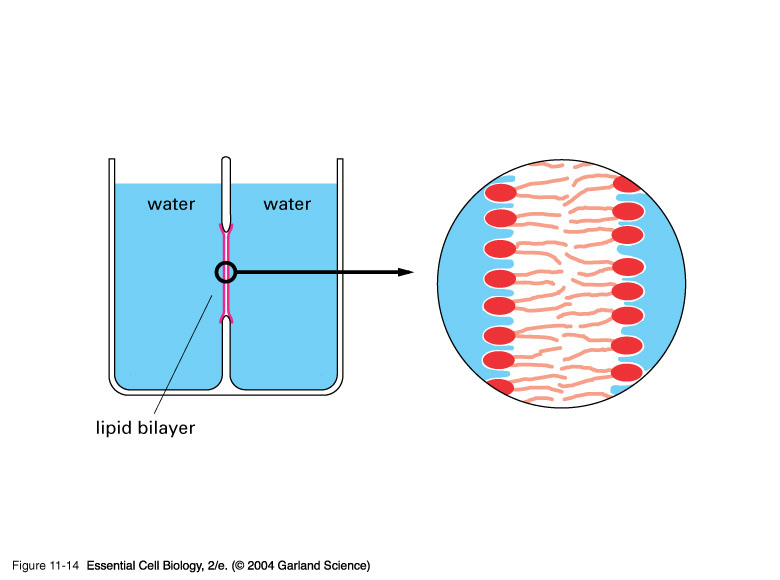 water
water
lipid bilayer
Figure 11-14 Essential Cell Biology, 2/e. (© 2004 Garland Science)